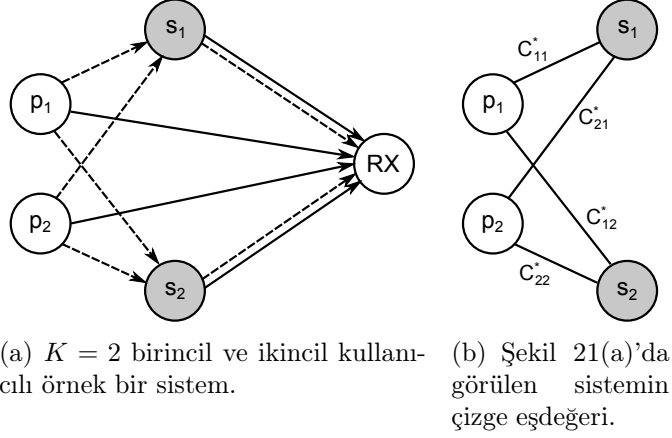 s1
p1
RX
p2
s2
(a) K = 2 birincil ve ikincil kullanı-
cılı örnek bir sistem.
s1
C*11
p1
C*21
p2
C*12
C*22
s2
(b) Şekil 21(a)'da
görülen sistemin
çizge eşdeğeri.